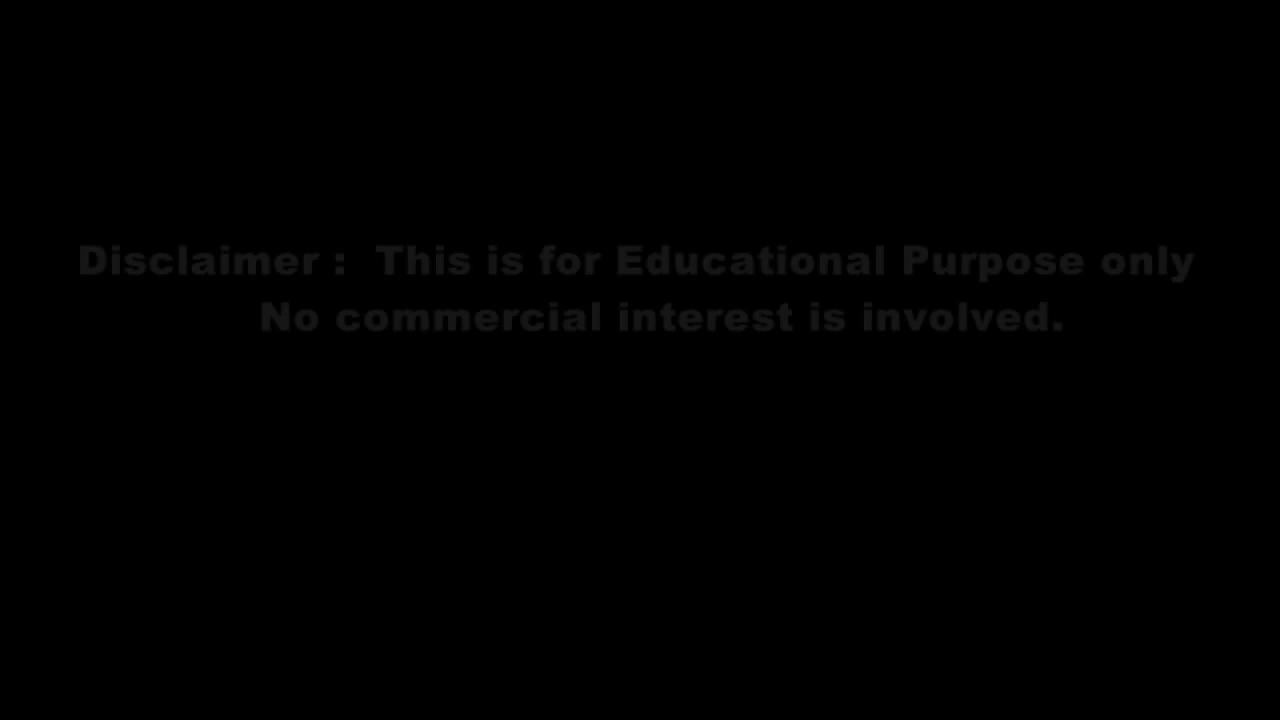 Disclaimer :  This is for Educational Purpose only
No commercial interest is involved.